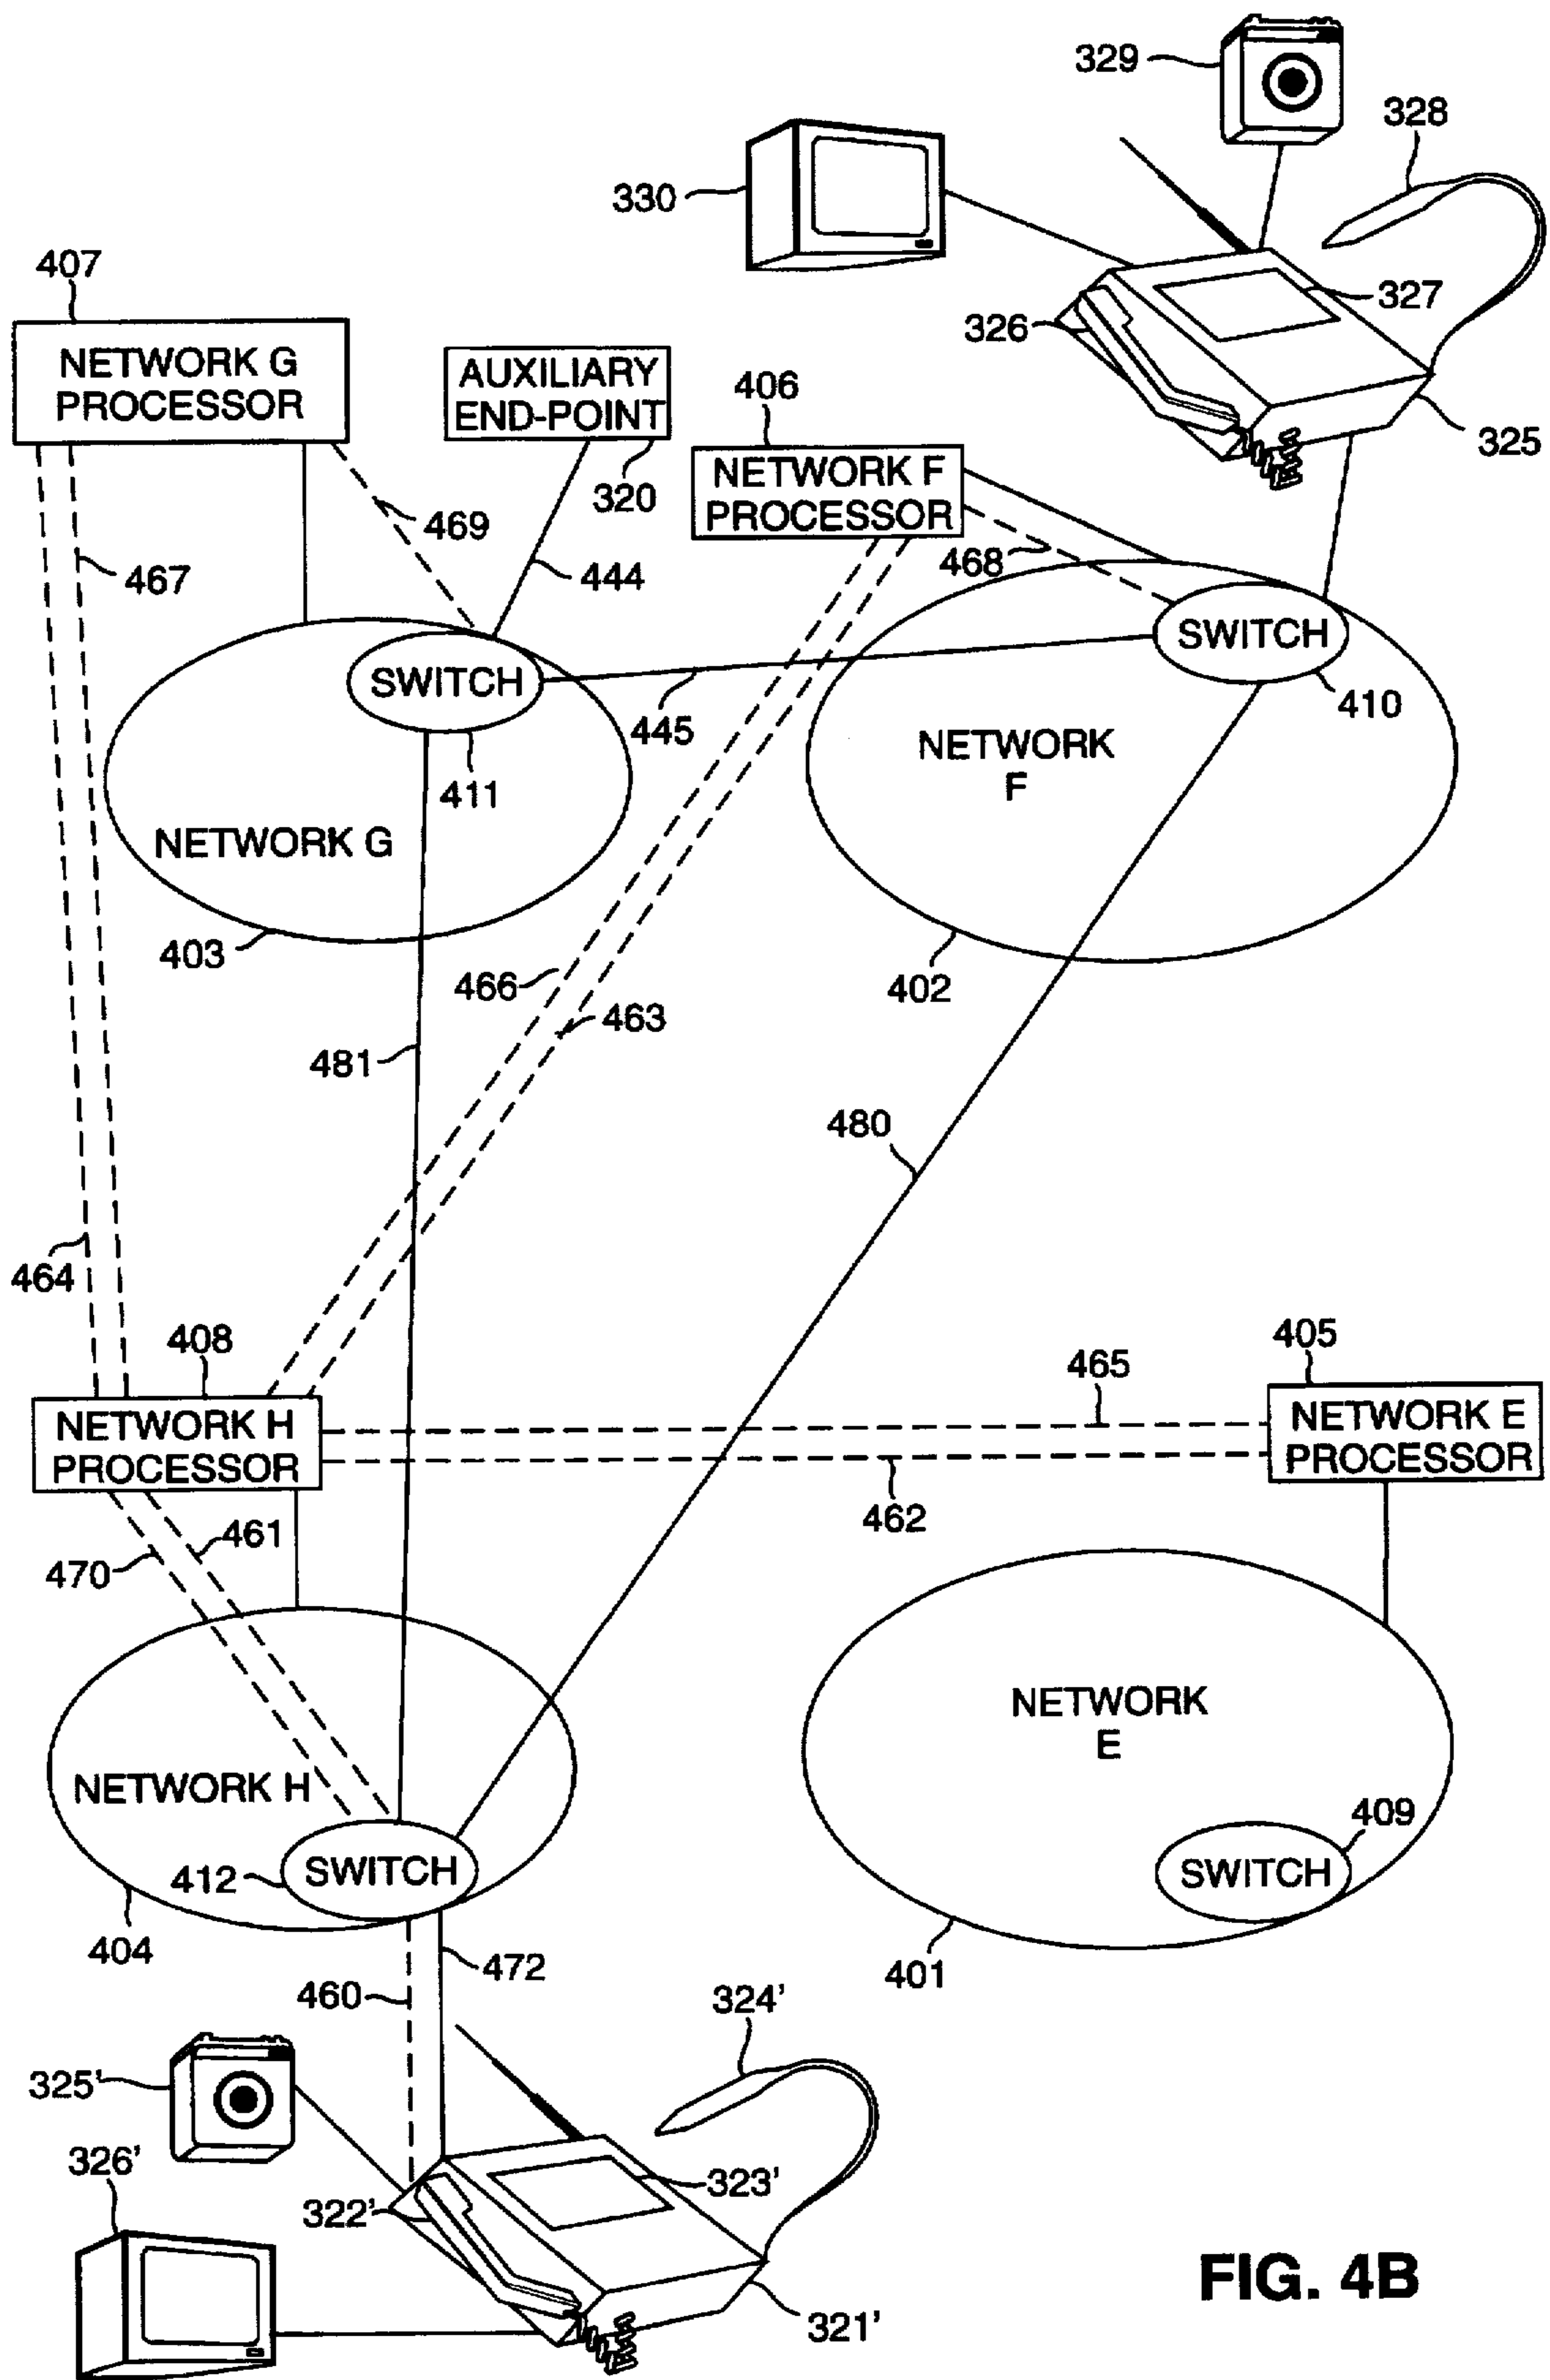 329
328
330
407
327
326
NETWORK G
PROCESSOR
AUXILIARY
END-POINT
406
325
320
NETWORK F
PROCESSOR
469
468
467
444
SWITCH
SWITCH
445
410
411
NETWORK
F
NETWORK G
403
466
402
463
481
480
464
408
405
465
NETWORK H
PROCESSOR
NETWORK E
PROCESSOR
462
461
470
NETWORK
E
NETWORK H
409
412
SWITCH
SWITCH
404
472
401
460
324'
325'
326'
323'
322'
321'
FIG. 4B